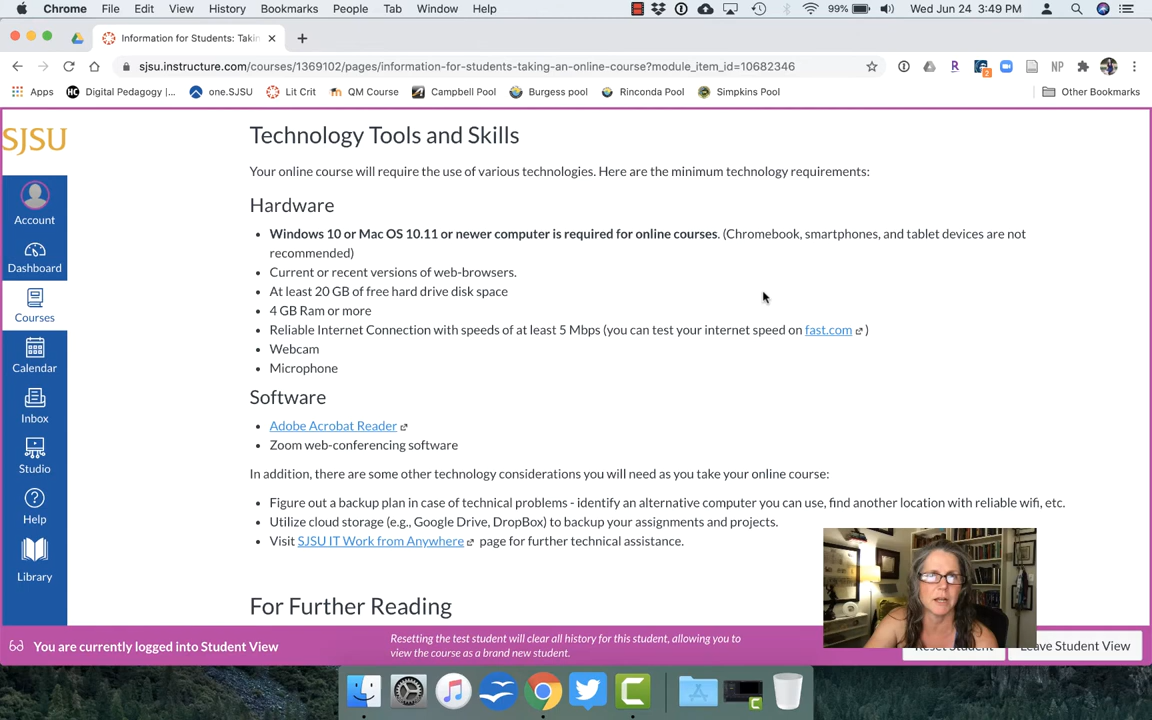 Chrome File Edit View History Bookmarks People Tab Window Help 99% Wed Jun 24 3:49 PM
Information for Students: Takin
sjsu.instructure.com/courses/1369102/pages/information-for-students-taking-an-online-course?module_item_id=10682346
R 2 NP
Apps HC Digital Pedagogy |... one.SJSU Lit Crit QM Course Campbell Pool Burgess pool Rinconda Pool Simpkins Pool Other Bookmarks
SJSU
Account
Dashboard
Courses
Calendar
Inbox
Studio
Help
Library
Technology Tools and Skills
Your online course will require the use of various technologies. Here are the minimum technology requirements:
Hardware
• Windows 10 or Mac OS 10.11 or newer computer is required for online courses. (Chromebook, smartphones, and tablet devices are not
recommended)
• Current or recent versions of web-browsers.
• At least 20 GB of free hard drive disk space
• 4 GB Ram or more
• Reliable Internet Connection with speeds of at least 5 Mbps (you can test your internet speed on fast.com )
• Webcam
• Microphone
Software
• Adobe Acrobat Reader
• Zoom web-conferencing software
In addition, there are some other technology considerations you will need as you take your online course:
• Figure out a backup plan in case of technical problems - identify an alternative computer you can use, find another location with reliable wifi, etc.
• Utilize cloud storage (e.g., Google Drive, DropBox) to backup your assignments and projects.
• Visit SJSU IT Work from Anywhere page for further technical assistance.
For Further Reading
You are currently logged into Student View
Resetting the test student will clear all history for this student, allowing you to
view the course as a brand new student.
Reset Student
Leave Student View